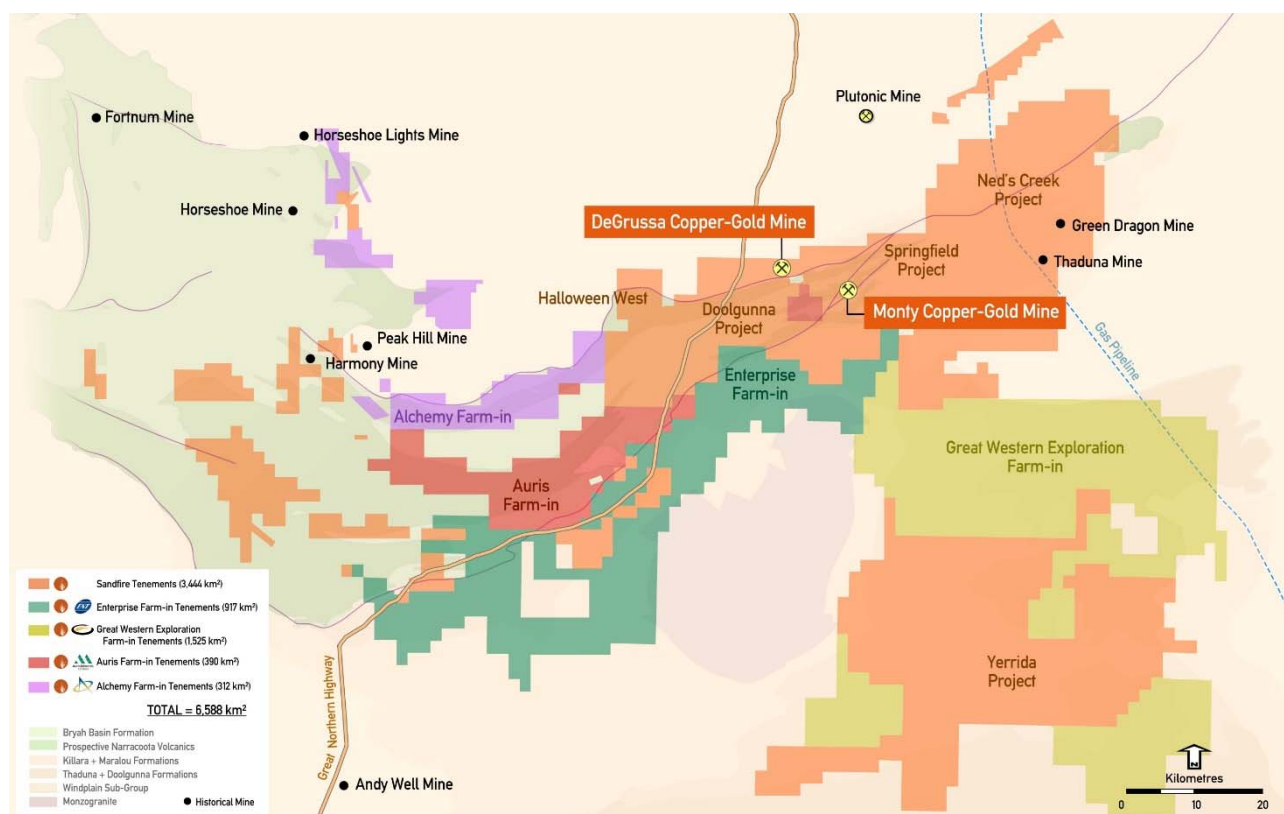 Fortnum Mine
Horseshoe Lights Mine
Plutonic Mine
Horseshoe Mine
Ned's Creek
Project
DeGrussa Copper-Gold Mine
Green Dragon Mine
Springfield
Project
Thaduna Mine
Halloween West
Doolgunna
Project
Monty Copper-Gold Mine
Peak Hill Mine
Harmony Mine
Gas Pipeline
Enterprise
Farm-in
Alchemy Farm-in
Great Western Exploration
Farm-in
Auris
Farm-in
Yerrida
Project
Great Northern Highway
Andy Well Mine
Sandfire Tenements (3,444 km²)
Enterprise Farm-in Tenements (917 km²)
Great Western Exploration
Farm-in Tenements (1,525 km²)
Auris Farm-in Tenements (390 km²)
Alchemy Farm-in Tenements (312 km²)
TOTAL = 6,588 km²
Bryah Basin Formation
Prospective Narracoota Volcanics
Killara + Maralou Formations
Thaduna + Doolgunna Formations
Windplain Sub-Group
Monzogranite
Historical Mine
N
Kilometres
0 10 20